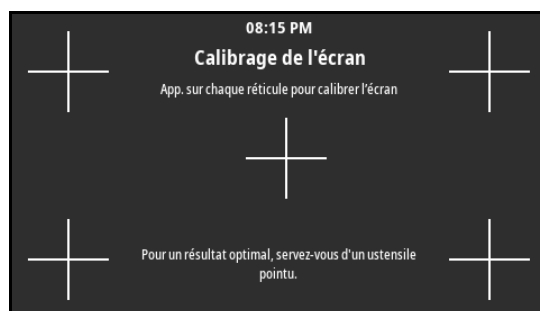 08:15 PM
Calibrage de l'écran
App. sur chaque réticule pour calibrer l'écran
Pour un résultat optimal, servez-vous d'un ustensile
pointu.